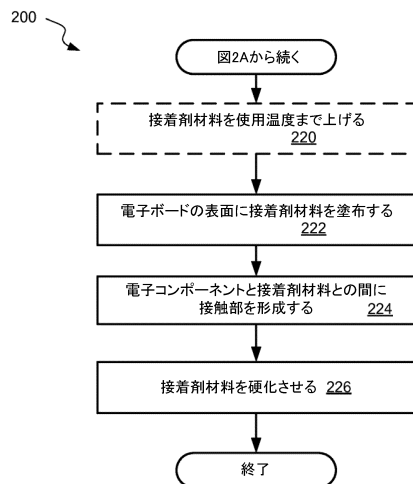 200
図2Aから続く
接着剤材料を使用温度まで上げる
220
電子ボードの表面に接着剤材料を塗布する
222
電子コンポーネントと接着剤材料との間に
接触部を形成する 224
接着剤材料を硬化させる 226
終了